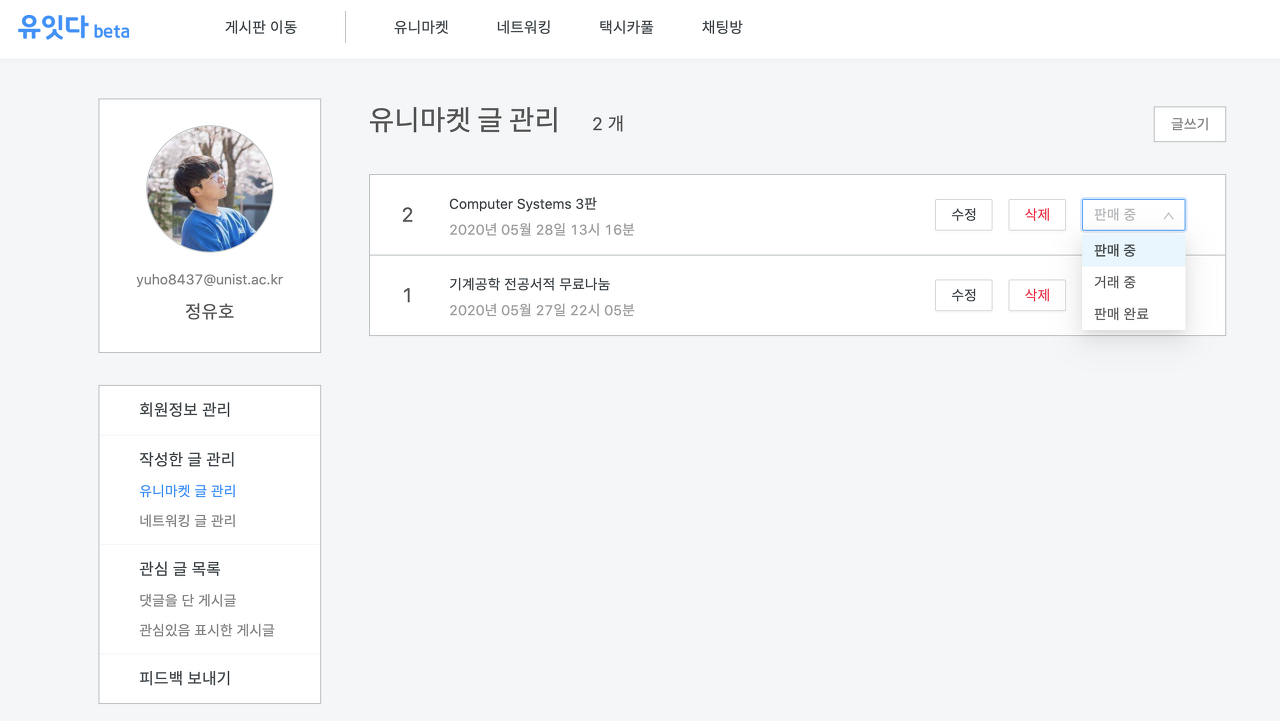 유잇다 beta
게시판 이동
유니마켓
네트워킹
택시카풀
채팅방
yuho8437@unist.ac.kr
정유호
회원정보 관리
작성한 글 관리
유니마켓 글 관리
네트워킹 글 관리
관심 글 목록
댓글을 단 게시글
관심있음 표시한 게시글
피드백 보내기
유니마켓 글 관리 2 개
글쓰기
2
Computer Systems 3판
2020년 05월 28일 13시 16분
수정
삭제
판매 중
판매 중
거래 중
판매 완료
1
기계공학 전공서적 무료나눔
2020년 05월 27일 22시 05분
수정
삭제